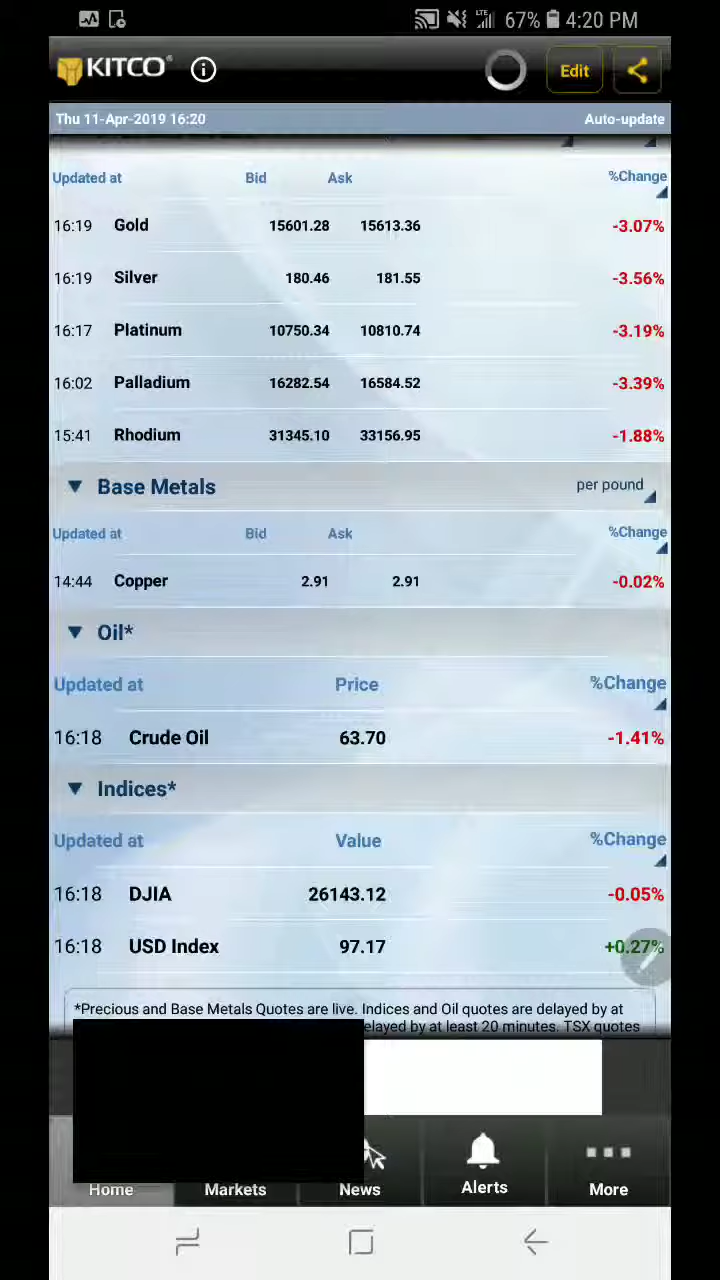 LTE 67% 4:20 PM
KITCO® i Edit
Thu 11-Apr-2019 16:20 Auto-update
Updated at Bid Ask %Change
16:19 Gold 15601.28 15613.36 -3.07%
16:19 Silver 180.46 181.55 -3.56%
16:17 Platinum 10750.34 10810.74 -3.19%
16:02 Palladium 16282.54 16584.52 -3.39%
15:41 Rhodium 31345.10 33156.95 -1.88%
▼ Base Metals per pound
Updated at Bid Ask %Change
14:44 Copper 2.91 2.91 -0.02%
▼ Oil*
Updated at Price %Change
16:18 Crude Oil 63.70 -1.41%
▼ Indices*
Updated at Value %Change
16:18 DJIA 26143.12 -0.05%
16:18 USD Index 97.17 +0.27%
*Precious and Base Metals Quotes are live. Indices and Oil quotes are delayed by at
elayed by at least 20 minutes. TSX quotes
Home Markets News Alerts More